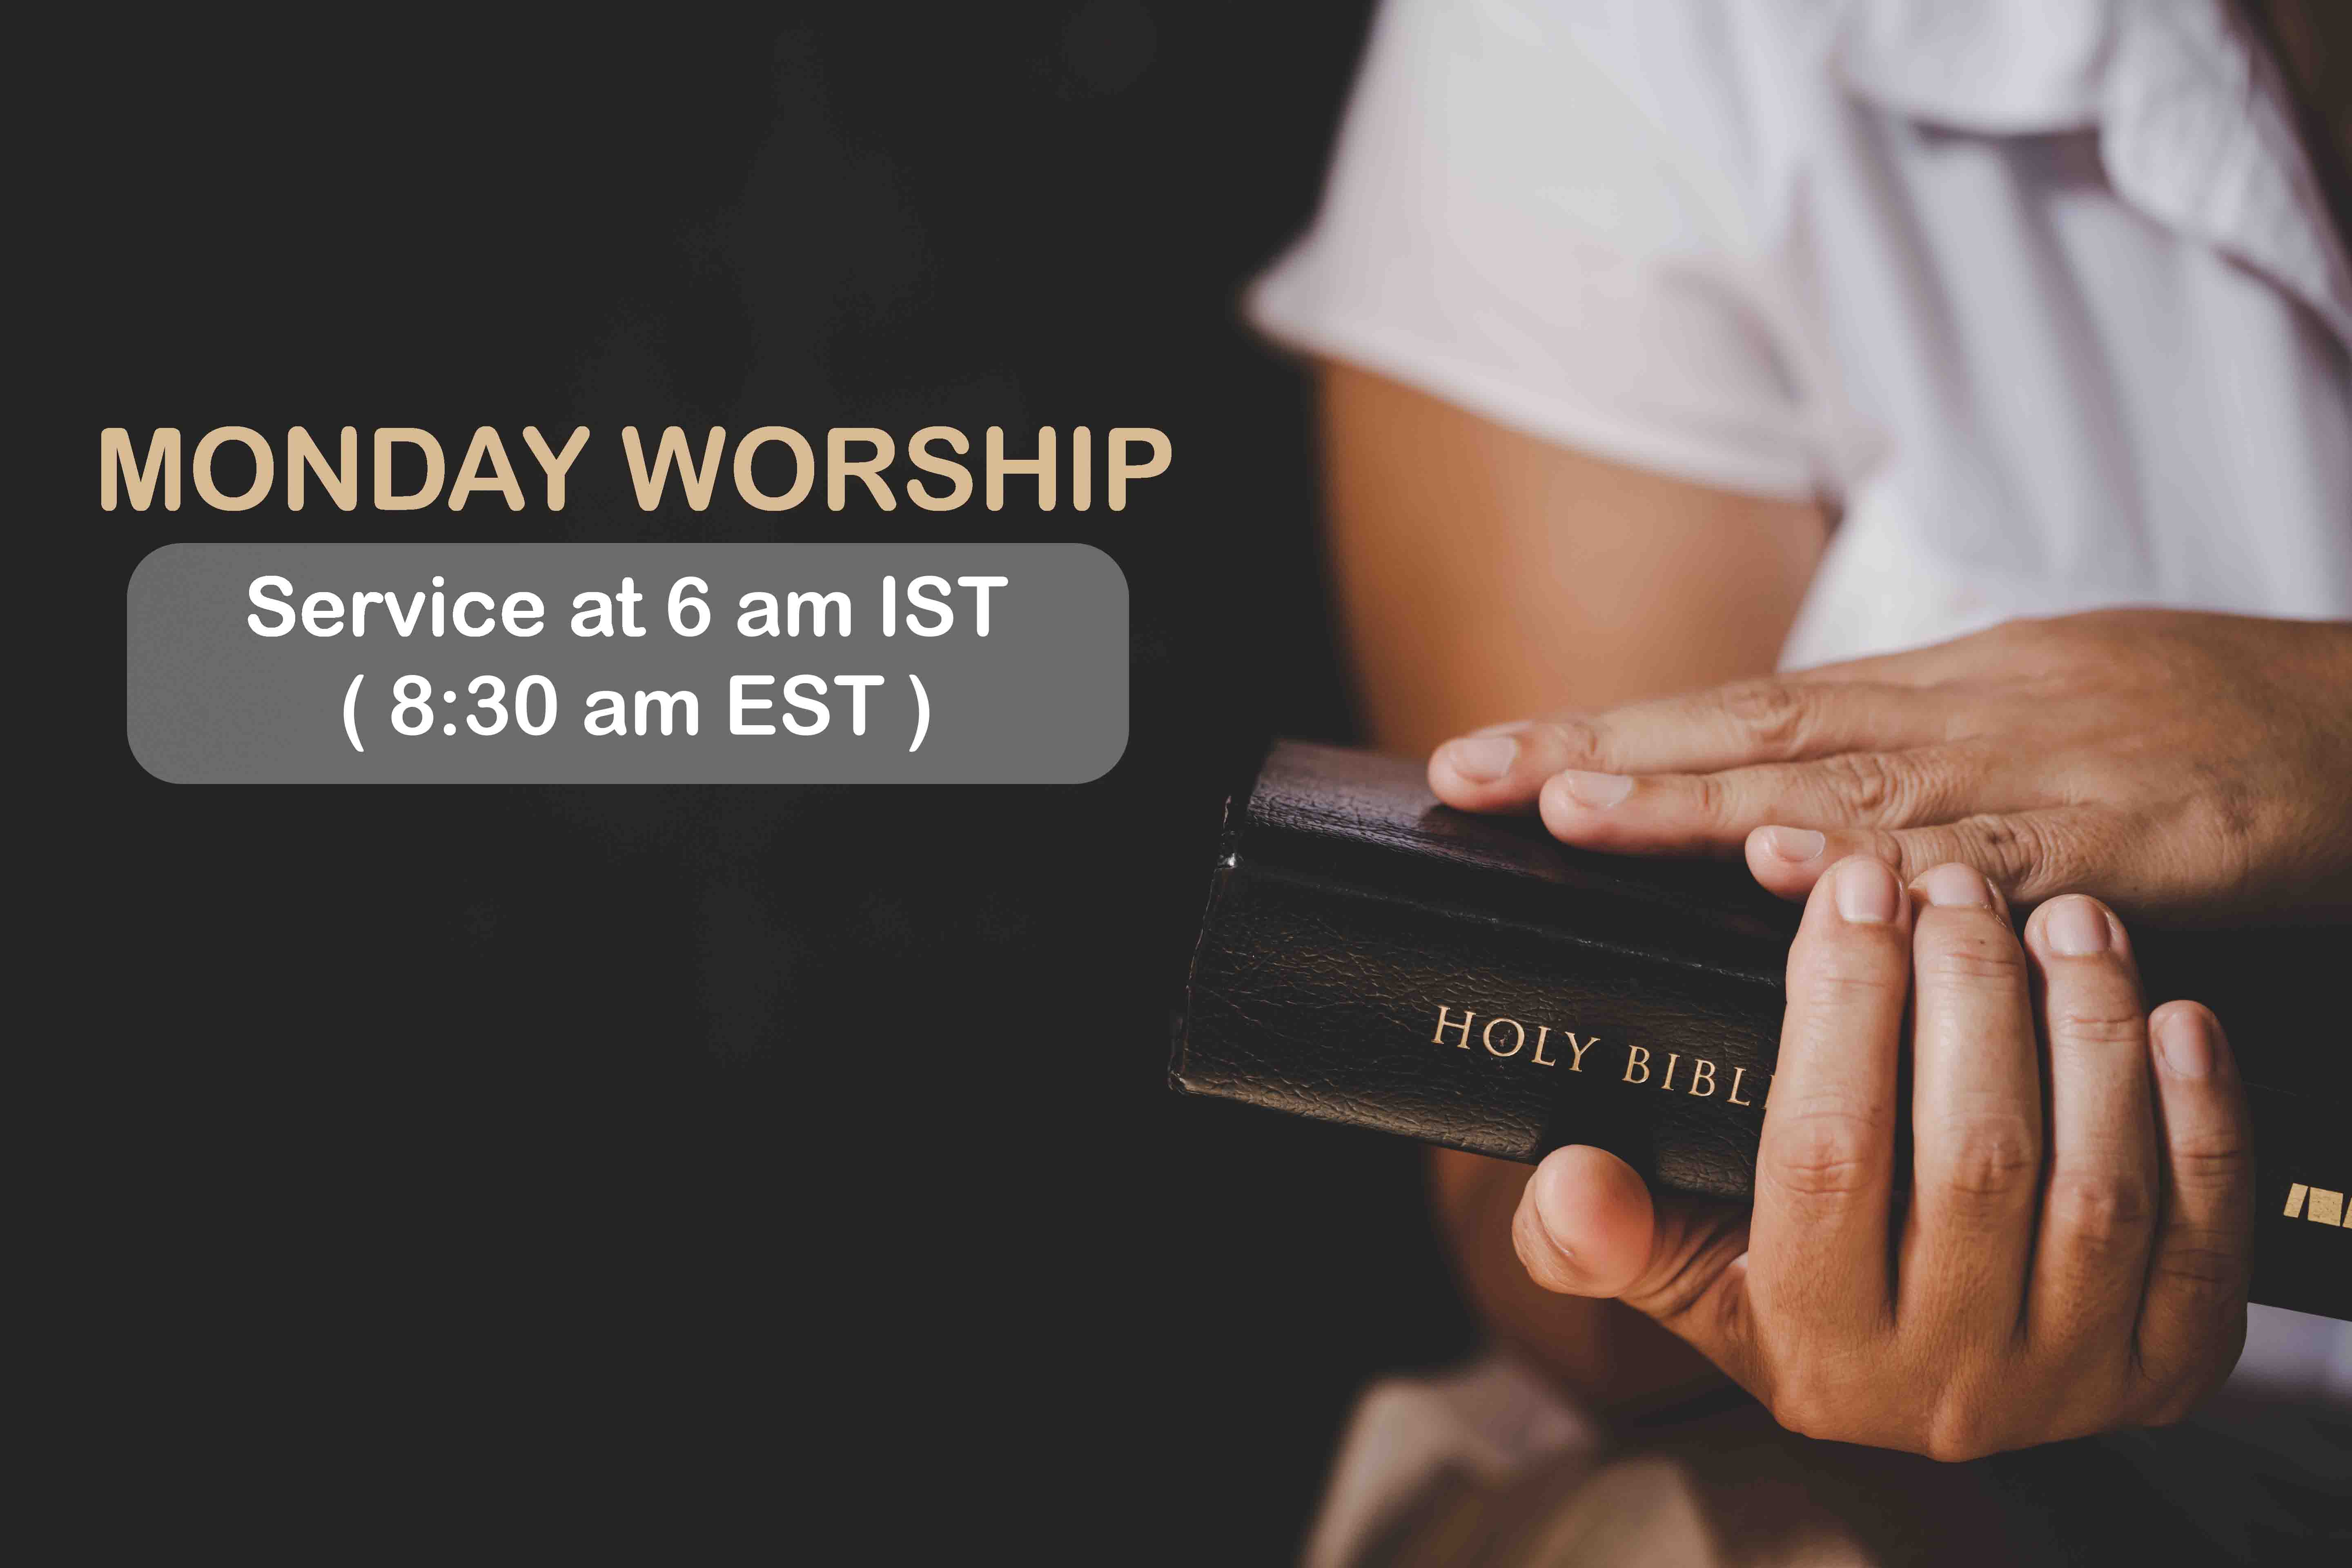 MONDAY WORSHIP
Service at 6 am IST
( 8:30 am EST )
HOLY BIBL